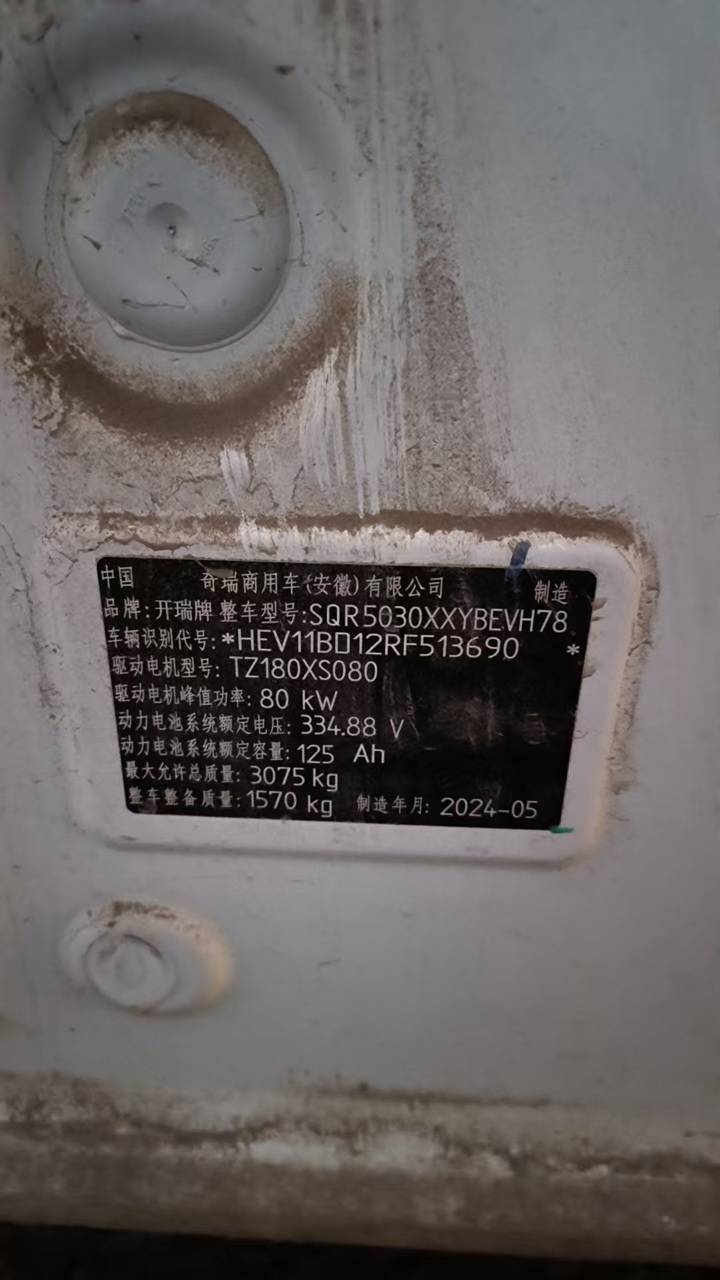 中国 奇瑞商用车(安徽)有限公司 制造
品牌:开瑞牌 整车型号:SQR5030XXYBEVH78
车辆识别代号:*HEV11BD12RF513690 *
驱动电机型号: TZ180XS080
驱动电机峰值功率: 80 kW
动力电池系统额定电压: 334.88 V
动力电池系统额定容量: 125 Ah
最大允许总质量: 3075 kg
整车整备质量: 1570 kg 制造年月: 2024-05